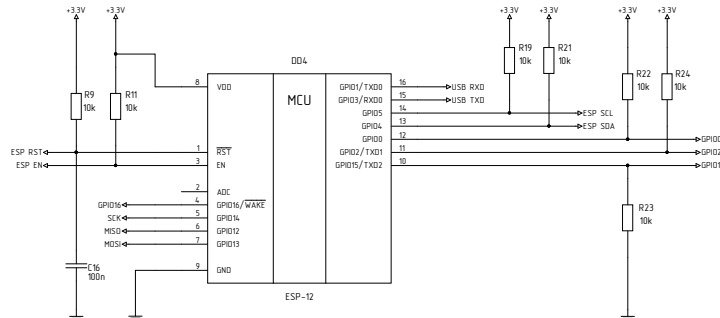 +3.3V +3.3V +3.3V +3.3V +3.3V +3.3V
R19 10k R21 10k
DD4
R22 10k R24 10k
8 VDD MCU GPIO1/TXD0 16 USB RXD
R9 10k R11 10k
GPIO3/RXD0 15 USB TXD
GPIO5 14 ESP SCL
GPIO4 13 ESP SDA
GPIO0 12 GPIO0
ESP RST 1 RST GPIO2/TXD1 11 GPIO2
ESP EN 3 EN GPIO15/TXD2 10 GPIO1
2 ADC
GPIO16 4 GPIO16/WAKE
SCK 5 GPIO14
R23 10k
MISO 6 GPIO12
MOSI 7 GPIO13
C16 100n
9 GND
ESP-12